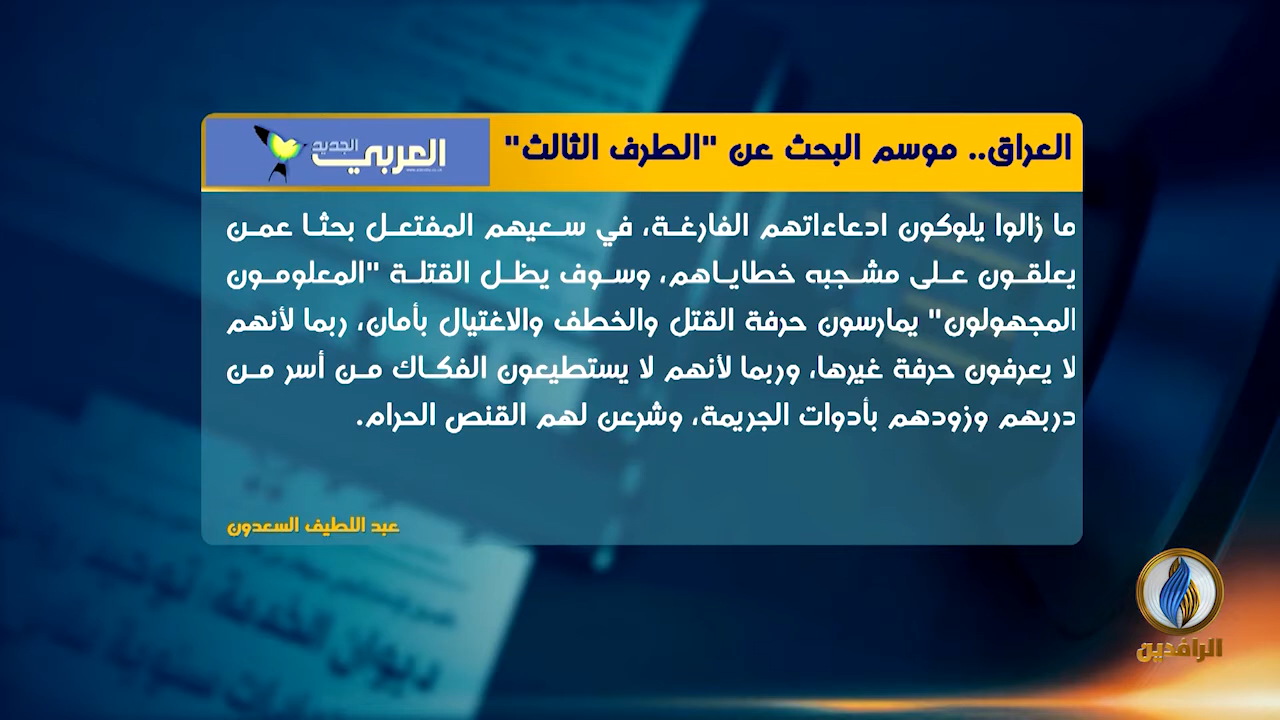 العراق.. موسم البحث عن "الطرف الثالث"
العربي الجديد
ما زالوا يلوكون ادعاءاتهم الفارغة، في سعيهم المفتعل بحثا عمن
يعلقون على مشجبه خطاياهم، وسوف يظل القتلة "المعلومون
المجهولون" يمارسون حرفة القتل والخطف والاغتيال بأمان، ربما لأنهم
لا يعرفون حرفة غيرها، وربما لأنهم لا يستطيعون الفكاك من أسر من
دربهم وزودهم بأدوات الجريمة، وشرعن لهم القنص الحرام.
عبد اللطيف السعدون
ديوان الخدمة: توحيد
الرافدين